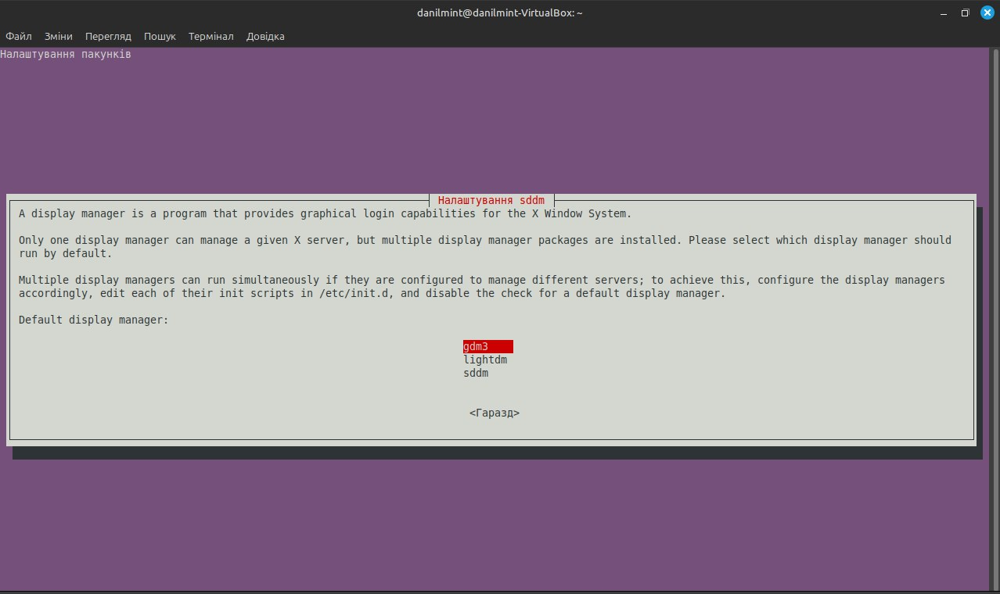 danilmint@danilmint-VirtualBox: ~
Файл Зміни Перегляд Пошук Термінал Довідка
Налаштування пакунків
Налаштування sddm
A display manager is a program that provides graphical login capabilities for the X Window System.
Only one display manager can manage a given X server, but multiple display manager packages are installed. Please select which display manager should
run by default.
Multiple display managers can run simultaneously if they are configured to manage different servers; to achieve this, configure the display managers
accordingly, edit each of their init scripts in /etc/init.d, and disable the check for a default display manager.
Default display manager:
gdm3
lightdm
sddm
<Гаразд>